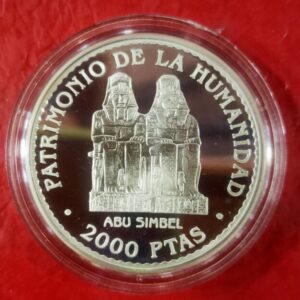 PATRIMONIO DE LA HUMANIDAD
ABU SIMBEL
• 2000 PTAS •